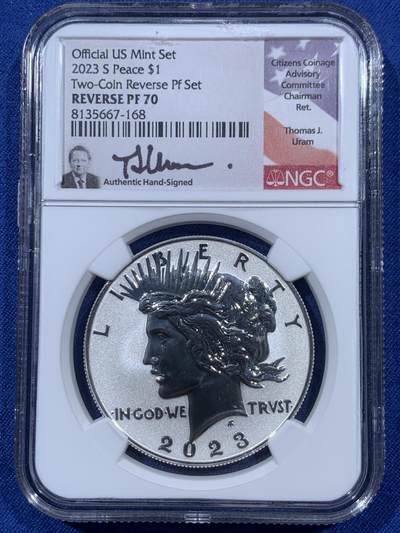 Official US Mint Set
2023 S Peace $1
Two-Coin Reverse Pf Set
REVERSE PF 70
8135667-168
Authentic Hand-Signed
Citizens Coinage
Advisory
Committee
Chairman
Ret.
Thomas J.
Uram
NGC
LIBERTY
IN GOD WE TRVST
2023